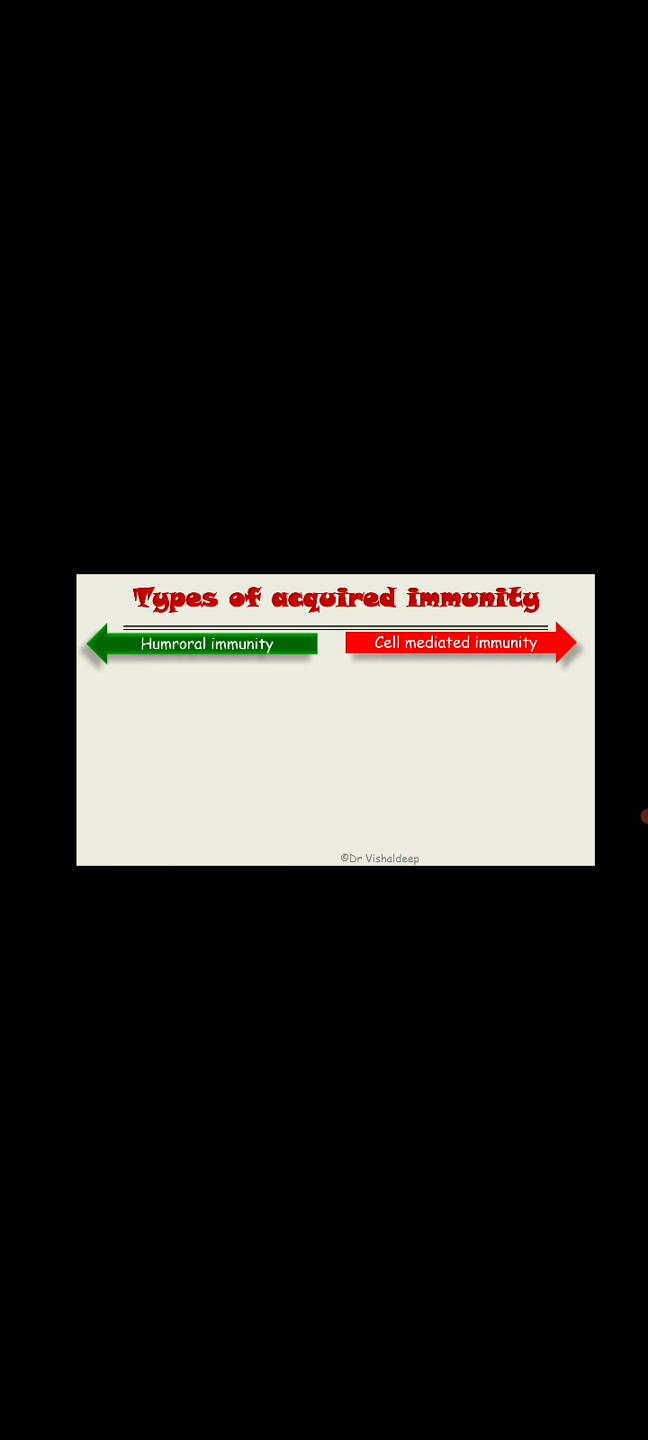 Types of acquired immunity
Humroral immunity
Cell mediated immunity
©Dr Vishaldeep